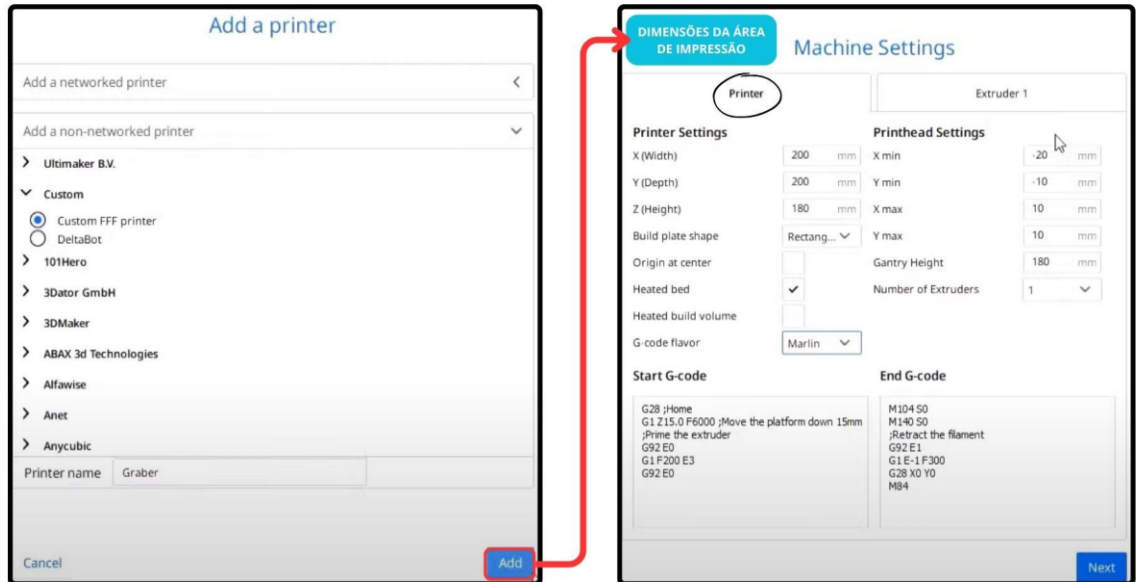 Add a printer
Add a networked printer
Add a non-networked printer
Ultimaker B.V.
Custom
Custom FFF printer
DeltaBot
101Hero
3Dator GmbH
3DMaker
ABAX 3d Technologies
Alfawise
Anet
Anycubic
Printer name Graber
Cancel Add
DIMENSÕES DA ÁREA
DE IMPRESSÃO
Machine Settings
Printer Extruder 1
Printer Settings Printhead Settings
X (Width) 200 mm X min -20 mm
Y (Depth) 200 mm Y min -10 mm
Z (Height) 180 mm X max 10 mm
Build plate shape Rectang... Y max 10 mm
Origin at center Gantry Height 180 mm
Heated bed Number of Extruders 1
Heated build volume
G-code flavor Marlin
Start G-code End G-code
G28 ;Home
G1 Z15.0 F6000 ;Move the platform down 15mm
;Prime the extruder
G92 E0
G1 F200 E3
G92 E0
M104 S0
M140 S0
;Retract the filament
G92 E1
G1 E-1 F300
G28 X0 Y0
M84
Next